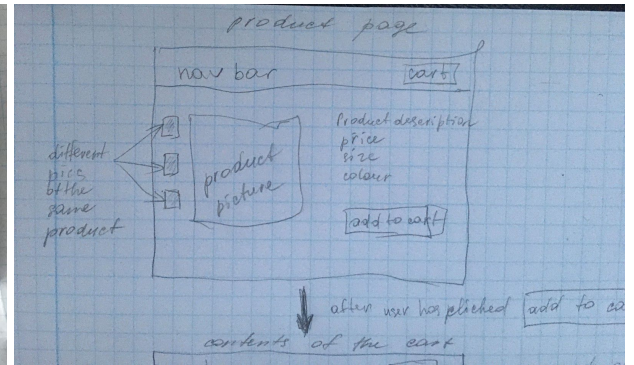 product page
nav bar
cart
Product description
price
size
colour
different
pics
of the
same
product
product
picture
add to cart
after user has
add to ca
contents of the cart